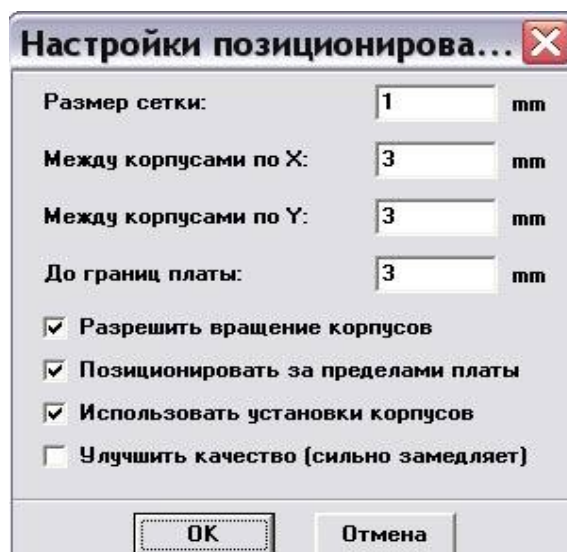 Настройки позиционирова...
Размер сетки: 1 mm
Между корпусами по X: 3 mm
Между корпусами по Y: 3 mm
До границ платы: 3 mm
Разрешить вращение корпусов
Позиционировать за пределами платы
Использовать установки корпусов
Улучшить качество (сильно замедляет)
OK Отмена